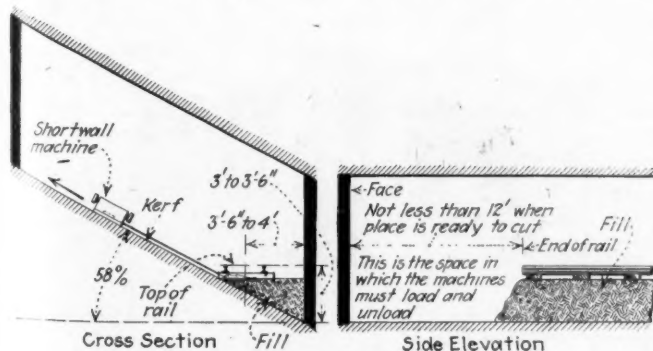 Shortwall
machine
Kerf
3' to 3'-6"
3'-6" to 4'
58%
Top of
rail
Fill
Cross Section
Face
Not less than 12' when
place is ready to cut
End of rail
Fill
This is the space in
which the machines
must load and
unload
Side Elevation